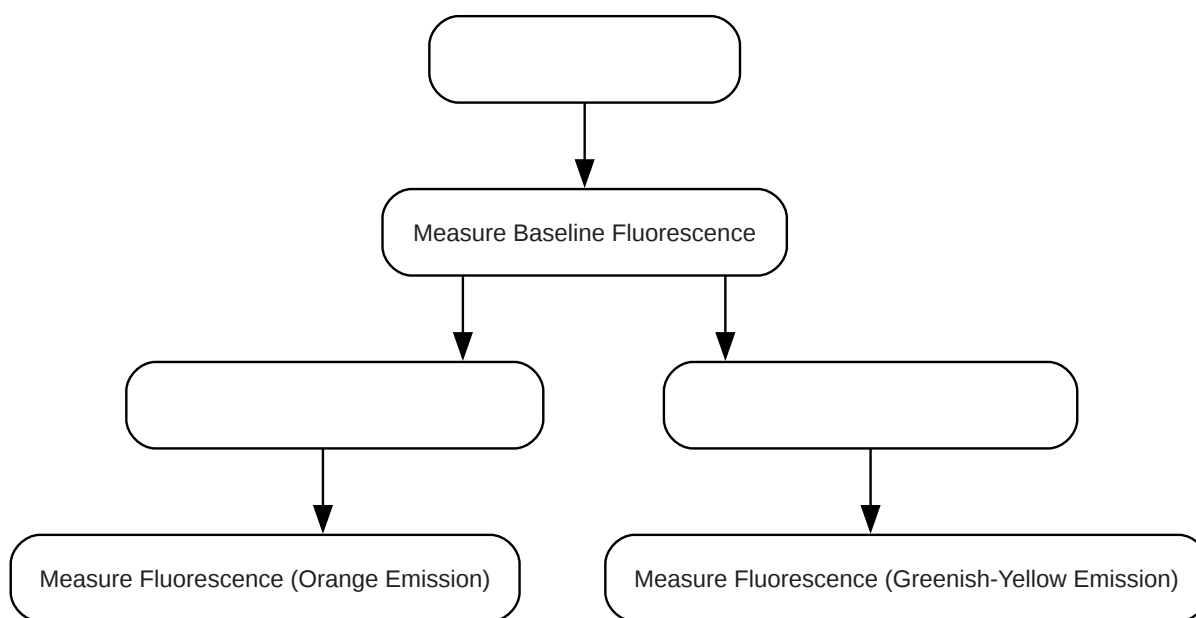 Measure Baseline Fluorescence
Measure Fluorescence (Orange Emission)
Measure Fluorescence (Greenish-Yellow Emission)